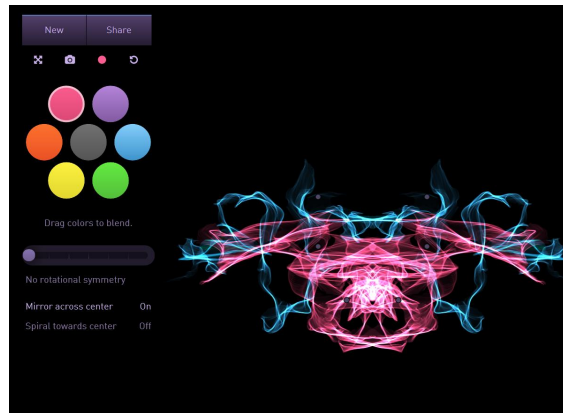 New Share
Drag colors to blend.
No rotational symmetry
Mirror across center On
Spiral towards center Off